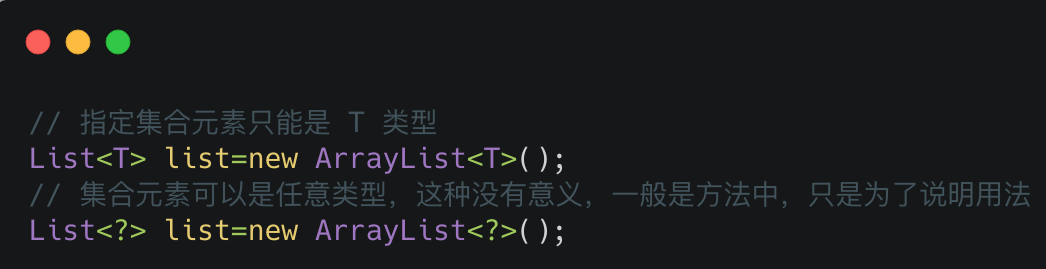 // 指定集合元素只能是 T 类型
List<T> list=new ArrayList<T>();
// 集合元素可以是任意类型，这种没有意义，一般是方法中，只是为了说明用法
List<?> list=new ArrayList<?>();